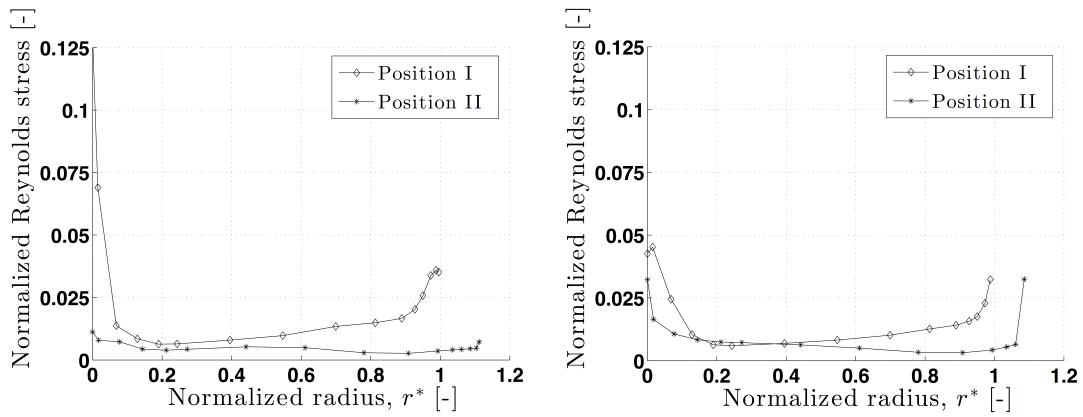 Normalized Reynolds stress [-]
0.125
0.1
0.075
0.05
0.025
0
0 0.2 0.4 0.6 0.8 1 1.2
Normalized radius, r* [-]
Position I
Position II
Normalized Reynolds stress [-]
0.125
0.1
0.075
0.05
0.025
0
0 0.2 0.4 0.6 0.8 1 1.2
Normalized radius, r* [-]
Position I
Position II